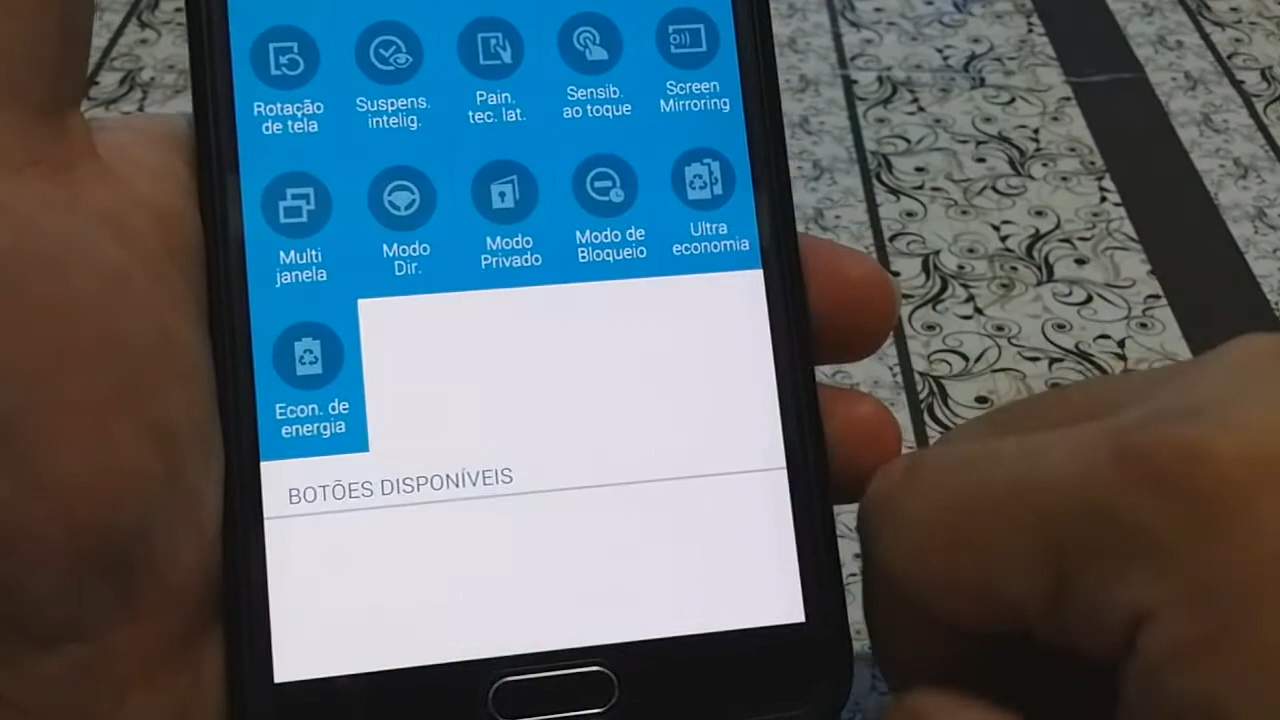 Rotação
de tela
Suspens.
intelig.
Pain.
tec. lat.
Sensib.
ao toque
Screen
Mirroring
Multi
janela
Modo
Dir.
Modo
Privado
Modo de
Bloqueio
Ultra
economia
Econ. de
energia
BOTÕES DISPONÍVEIS